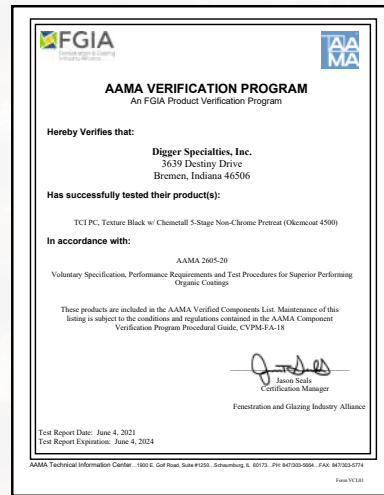 FGIA
Fenestration & Glazing
Industry Alliance
AA
MA
AAMA VERIFICATION PROGRAM
An FGIA Product Verification Program
Hereby Verifies that:
Digger Specialties, Inc.
3639 Destiny Drive
Bremen, Indiana 46506
Has successfully tested their product(s):
TCI PC, Texture Black w/ Chemetall 5-Stage Non-Chrome Pretreat (Okemcoat 4500)
In accordance with:
AAMA 2605-20
Voluntary Specification, Performance Requirements and Test Procedures for Superior Performing
Organic Coatings
These products are included in the AAMA Verified Components List. Maintenance of this
listing is subject to the conditions and regulations contained in the AAMA Component
Verification Program Procedural Guide, CVPM-FA-18
Jason Seals
Certification Manager
Fenestration and Glazing Industry Alliance
Test Report Date: June 4, 2021
Test Report Expiration: June 4, 2024
AAMA Technical Information Center...1900 E. Golf Road, Suite #1250...Schaumburg, IL 60173...PH: 847/303-5664...FAX: 847/303-5774
Form VCL01